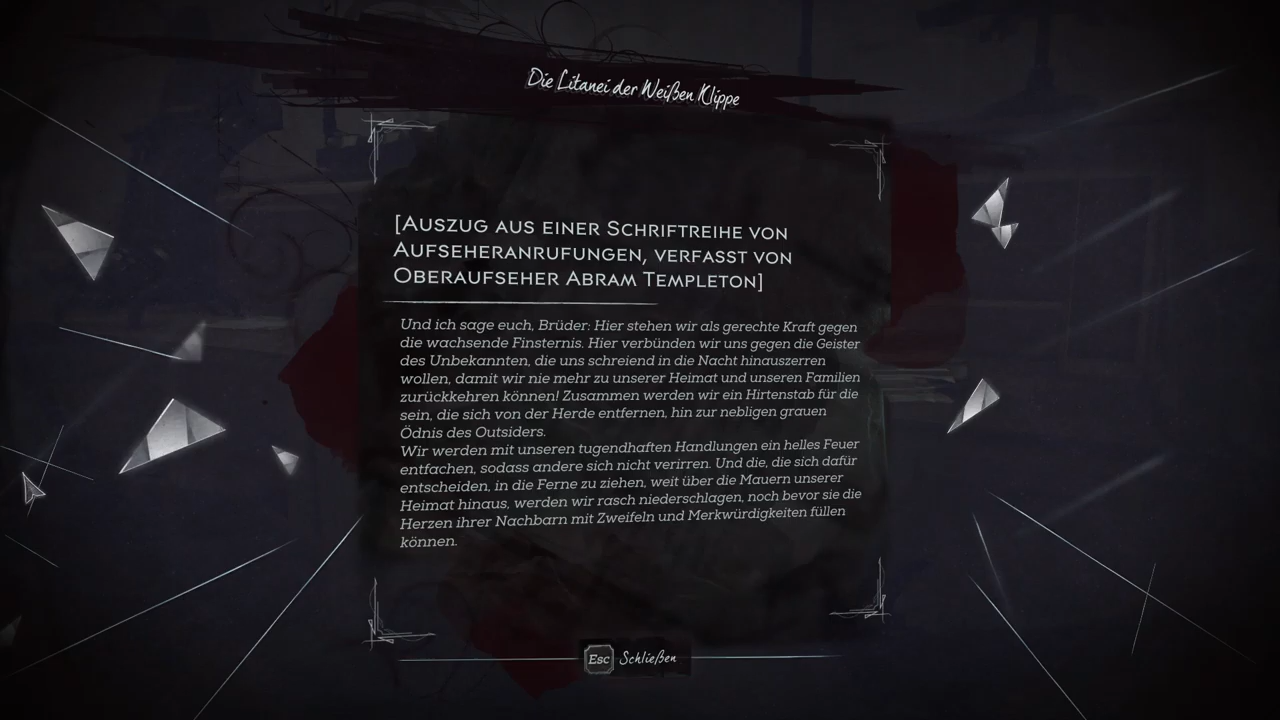 Die Litanei der Weißen Klippe
[Auszug aus einer Schriftreihe von
Aufseheranrufungen, verfasst von
Oberaufseher Abram Templeton]
Und ich sage euch, Brüder: Hier stehen wir als gerechte Kraft gegen
die wachsende Finsternis. Hier verbünden wir uns gegen die Geister
des Unbekannten, die uns schreiend in die Nacht hinauszerren
wollen, damit wir nie mehr zu unserer Heimat und unseren Familien
zurückkehren können! Zusammen werden wir ein Hirtenstab für die
sein, die sich von der Herde entfernen, hin zur nebligen grauen
Ödnis des Outsiders.
Wir werden mit unseren tugendhaften Handlungen ein helles Feuer
entfachen, sodass andere sich nicht verirren. Und die, die sich dafür
entscheiden, in die Ferne zu ziehen, weit über die Mauern unserer
Heimat hinaus, werden wir rasch niederschlagen, noch bevor sie die
Herzen ihrer Nachbarn mit Zweifeln und Merkwürdigkeiten füllen
können.
Esc Schließen